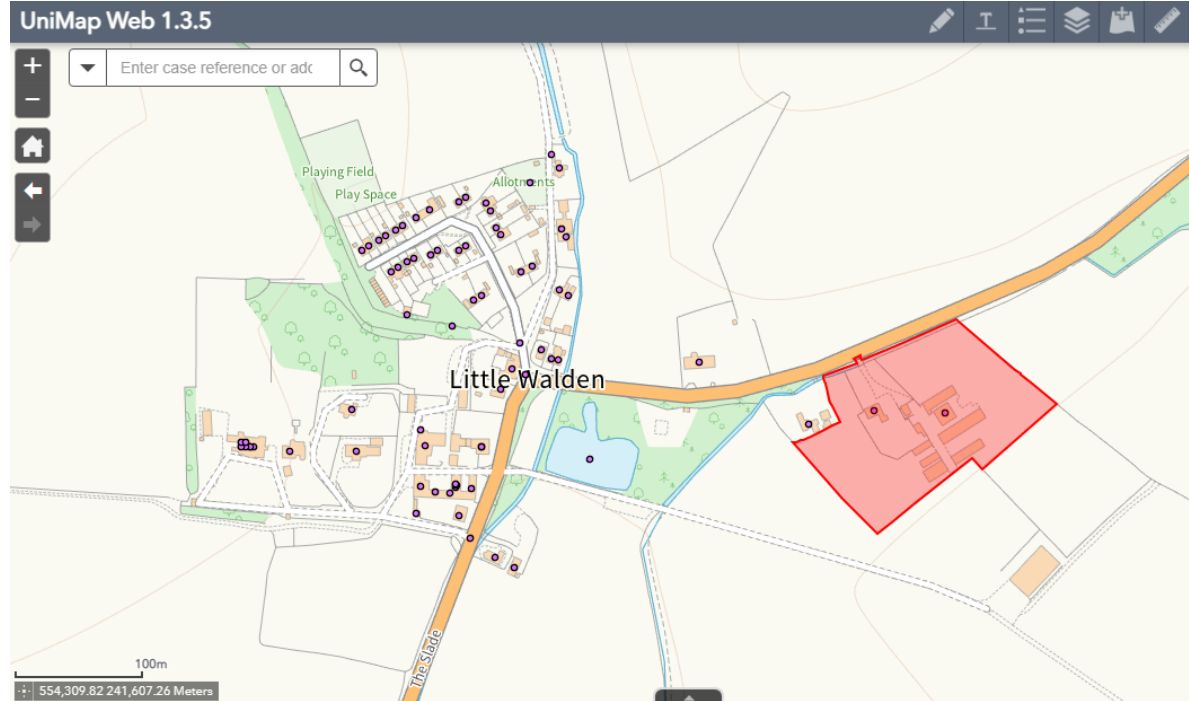 UniMap Web 1.3.5
Enter case reference or adc
Playing Field
Play Space
Allotments
Little Walden
The Slade
100m
554,309.82 241,607.26 Meters